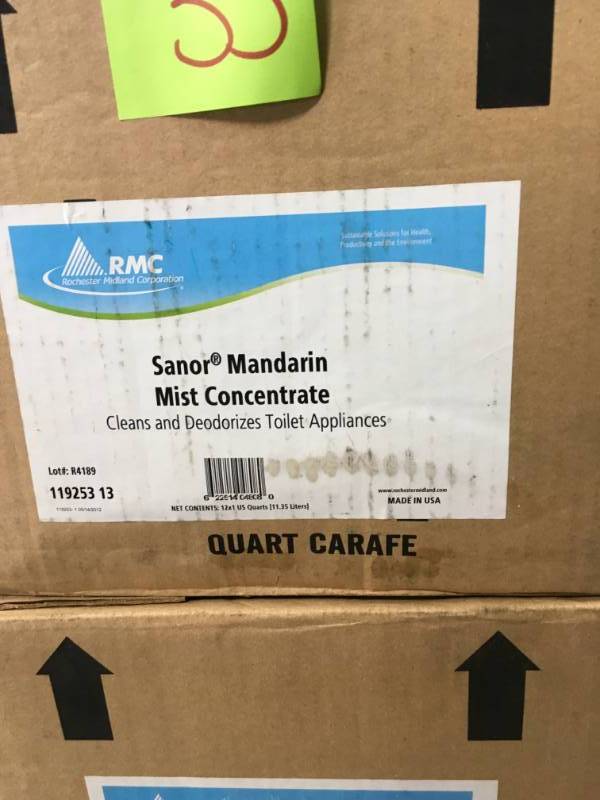 RMC
Rochester Midland Corporation
Sustainable Solutions for Health,
Productivity and the Environment
Sanor® Mandarin
Mist Concentrate
Cleans and Deodorizes Toilet Appliances
Lot#: R4189
119253 13
NET CONTENTS: 12x1 US Quarts [11.35 Liters]
www.rochestermidland.com
MADE IN USA
QUART CARAFE